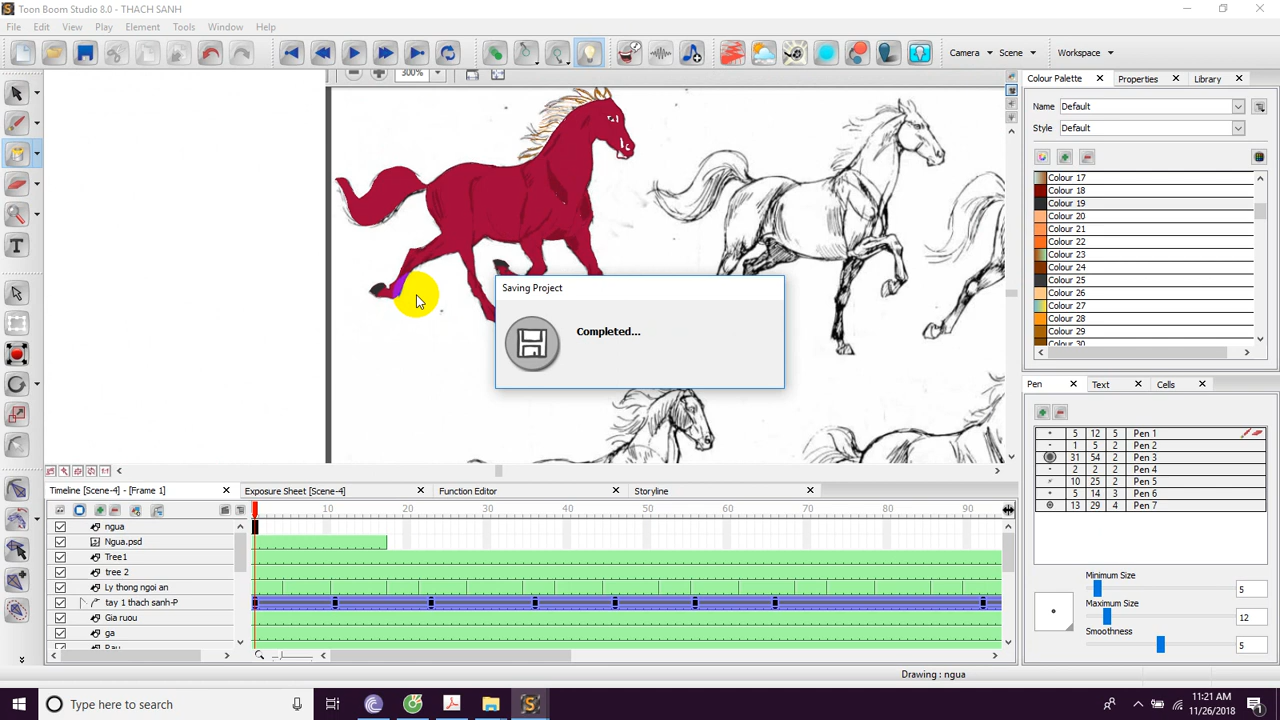 Toon Boom Studio 8.0 - THACH SANH
File Edit View Play Element Tools Window Help
Camera Scene Workspace
300%
Colour Palette Properties Library
Name Default
Style Default
Colour 17
Colour 18
Colour 19
Colour 20
Colour 21
Colour 22
Colour 23
Colour 24
Colour 25
Colour 26
Colour 27
Colour 28
Colour 29
Colour 30
Saving Project
Completed...
Pen Text Cells
5 12 5 Pen 1
1 5 2 Pen 2
31 54 2 Pen 3
2 2 2 Pen 4
10 25 2 Pen 5
5 14 3 Pen 6
13 29 4 Pen 7
Minimum Size
5
Maximum Size
12
Smoothness
5
Timeline [Scene-4] - [Frame 1] Exposure Sheet [Scene-4] Function Editor Storyline
10 20 30 40 50 60 70 80 90
ngua
Ngua.psd
Tree1
tree 2
Ly thong ngoi an
tay 1 thach sanh-P
Gia ruou
ga
Rau
Drawing : ngua
Type here to search
11:21 AM
11/26/2018
1